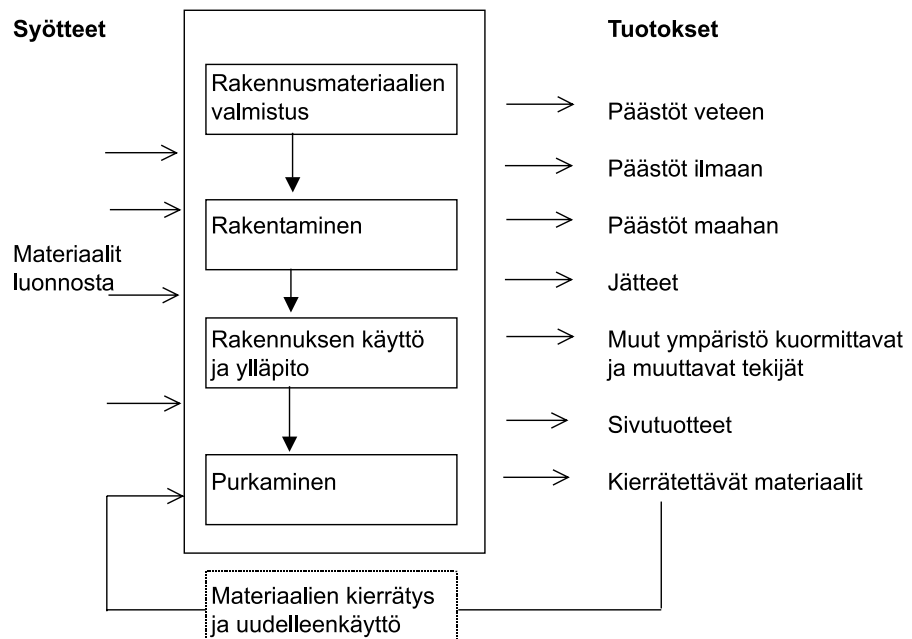 Syötteet
Tuotokset
Rakennusmateriaalien
valmistus
Rakentaminen
Rakennuksen käyttö
ja ylläpito
Purkaminen
Materiaalit
luonnosta
Päästöt veteen
Päästöt ilmaan
Päästöt maahan
Jätteet
Muut ympäristö kuormittavat
ja muuttavat tekijät
Sivutuotteet
Kierrätettävät materiaalit
Materiaalien kierrätys
ja uudelleenkäyttö